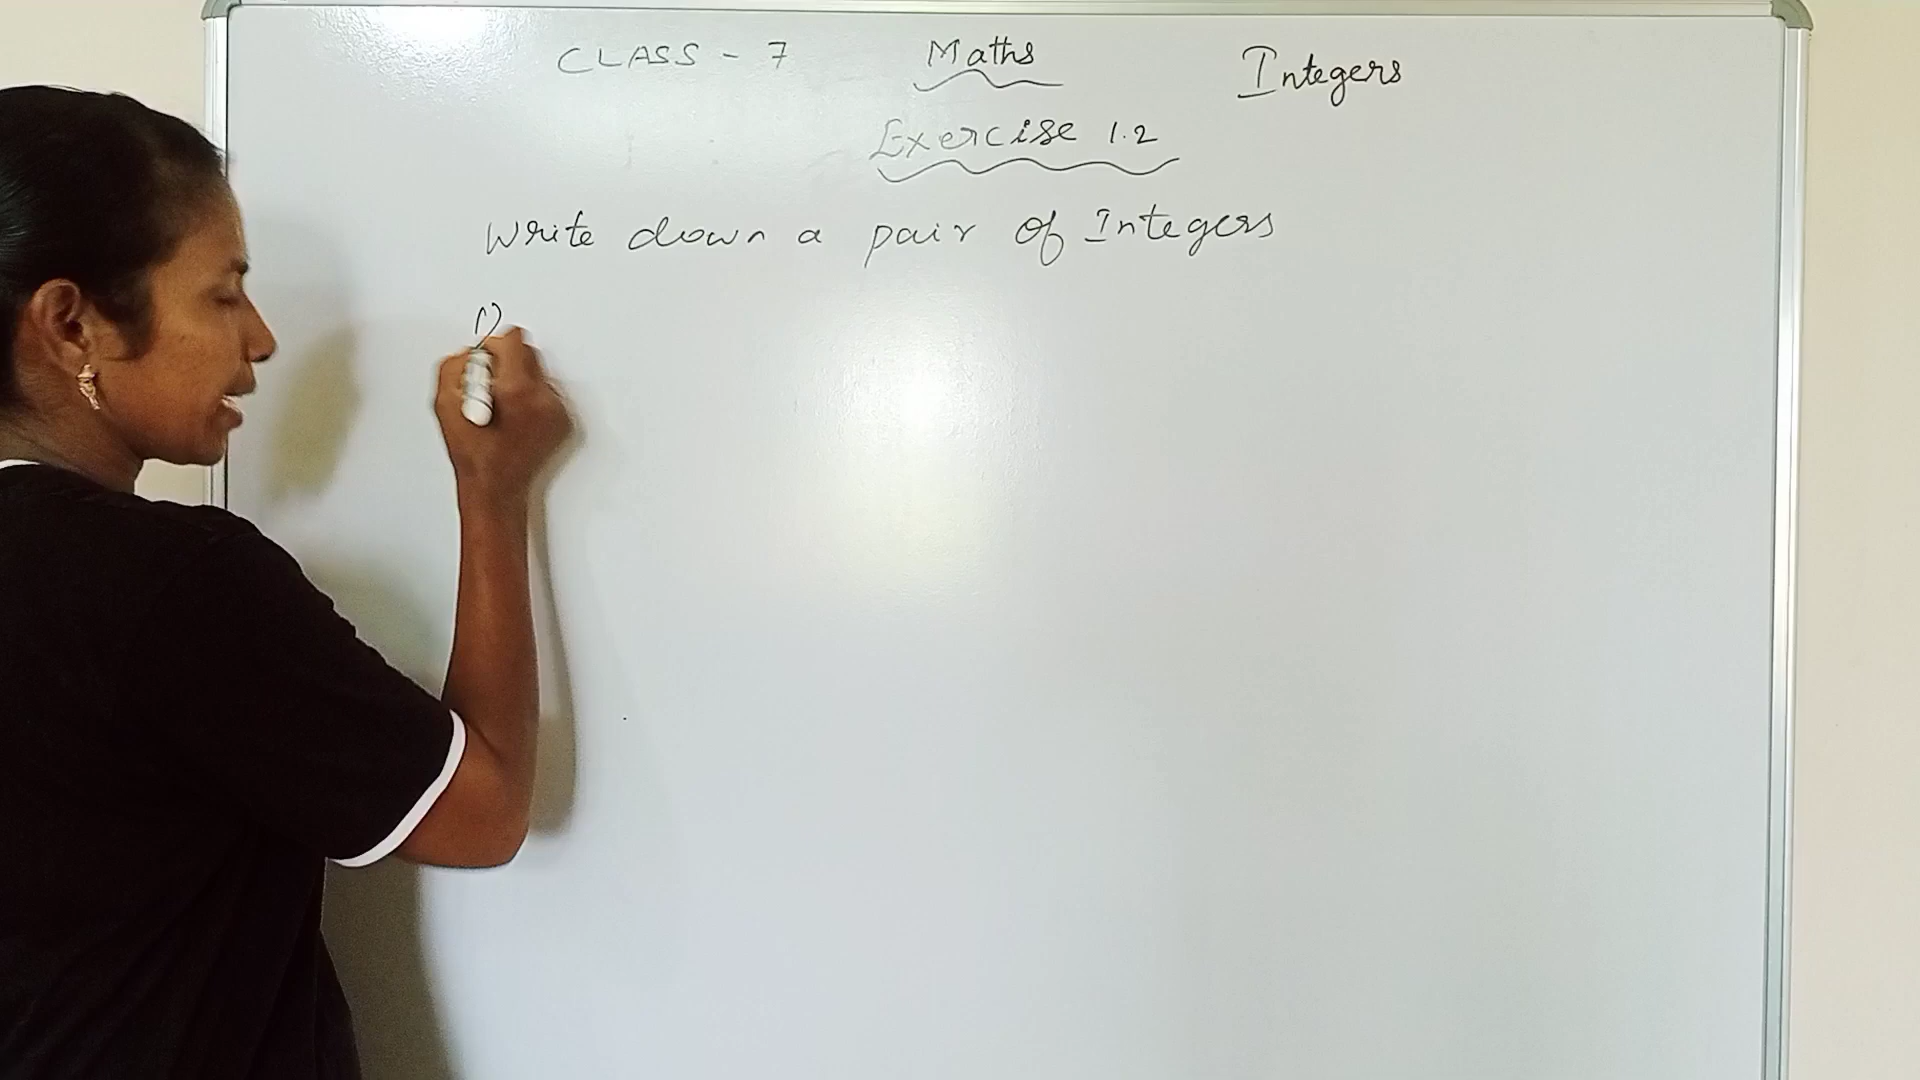 CLASS - 7 Maths Integers
Exercise 1.2
Write down a pair of Integers
1)